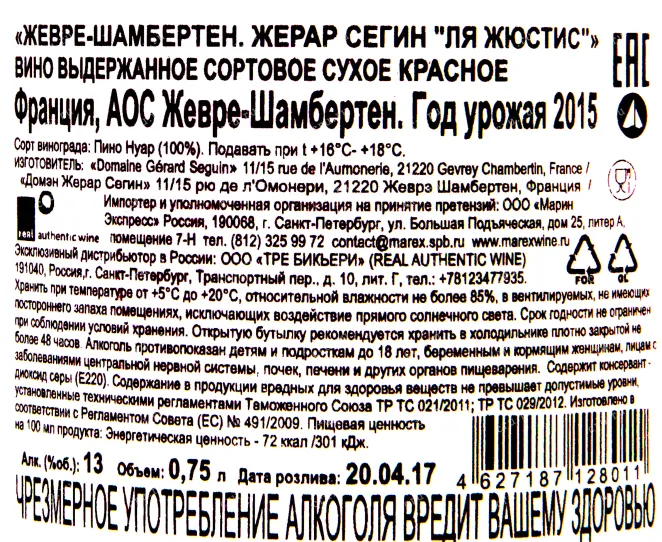 «ЖЕВРЕ-ШАМБЕРТЕН. ЖЕРАР СЕГИН "ЛЯ ЖЮСТИС"»
ВИНО ВЫДЕРЖАННОЕ СОРТОВОЕ СУХОЕ КРАСНОЕ
EAC
Франция, АОС Жевре-Шамбертен. Год урожая 2015
Сорт винограда: Пино Нуар (100%). Подавать при t +16°C- +18°C.
ИЗГОТОВИТЕЛЬ: «Domaine Gérard Seguin» 11/15 rue de l'Aumonerie, 21220 Gevrey Chambertin, France /
«Домэн Жерар Сегин» 11/15 рю де л'Омонери, 21220 Жеврэ Шамбертен, Франция /
Импортер и уполномоченная организация на принятие претензий: ООО «Марин
Экспресс» Россия, 190068, г. Санкт-Петербург, ул. Большая Подъяческая, дом 25, литер А,
real authentic wine помещение 7-Н тел. (812) 325 99 72 contact@marex.spb.ru www.marexwine.ru
Эксклюзивный дистрибьютор в России: ООО «ТРЕ БИКЬЕРИ» (REAL AUTHENTIC WINE)
191040, Россия,г. Санкт-Петербург, Транспортный пер., д. 10, лит. Г, тел.: +78123477935.
FOR GL
Хранить при температуре от +5°C до +20°C, относительной влажности не более 85%, в вентилируемых, не имеющих
постороннего запаха помещениях, исключающих воздействие прямого солнечного света. Срок годности не ограничен
при соблюдении условий хранения. Открытую бутылку рекомендуется хранить в холодильнике плотно закрытой не
более 48 часов. Алкоголь противопоказан детям и подросткам до 18 лет, беременным и кормящим женщинам, лицам с
заболеваниями центральной нервной системы, почек, печени и других органов пищеварения. Содержит консервант -
диоксид серы (Е220). Содержание в продукции вредных для здоровья веществ не превышает допустимые уровни,
установленные техническими регламентами Таможенного Союза ТР ТС 021/2011; ТР ТС 029/2012. Изготовлено в
соответствии с Регламентом Совета (ЕС) № 491/2009. Пищевая ценность
на 100 мл продукта: Энергетическая ценность - 72 ккал /301 кДж.
Алк. (%об.): 13 Объем: 0,75 л Дата розлива: 20.04.17
4 627187 128011
ЧРЕЗМЕРНОЕ УПОТРЕБЛЕНИЕ АЛКОГОЛЯ ВРЕДИТ ВАШЕМУ ЗДОРОВЬЮ